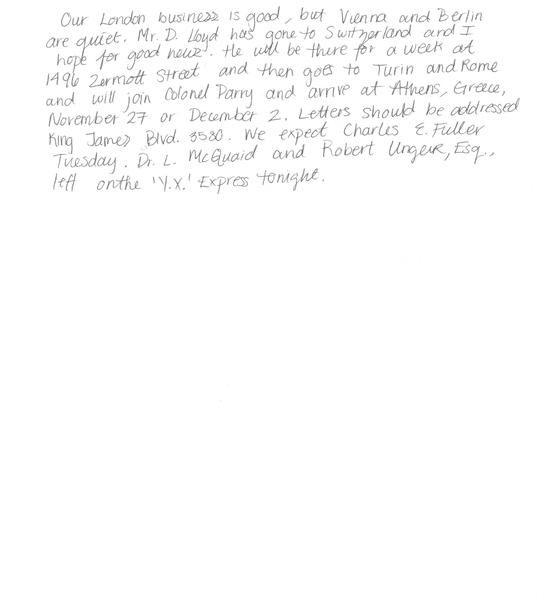 Our London business is good, but Vienna and Berlin
are quiet. Mr. D. Lloyd has gone to Switzerland and I
hope for good news. He will be there for a week at
1496 Zermott Street and then goes to Turin and Rome
and will join Colonel Parry and arrive at Athens, Greece,
November 27 or December 2. Letters should be addressed
King James Blvd. 3580. We expect Charles E. Fuller
Tuesday. Dr. L. McQuaid and Robert Unger, Esq.,
left on the 'Y.X.' Express tonight.